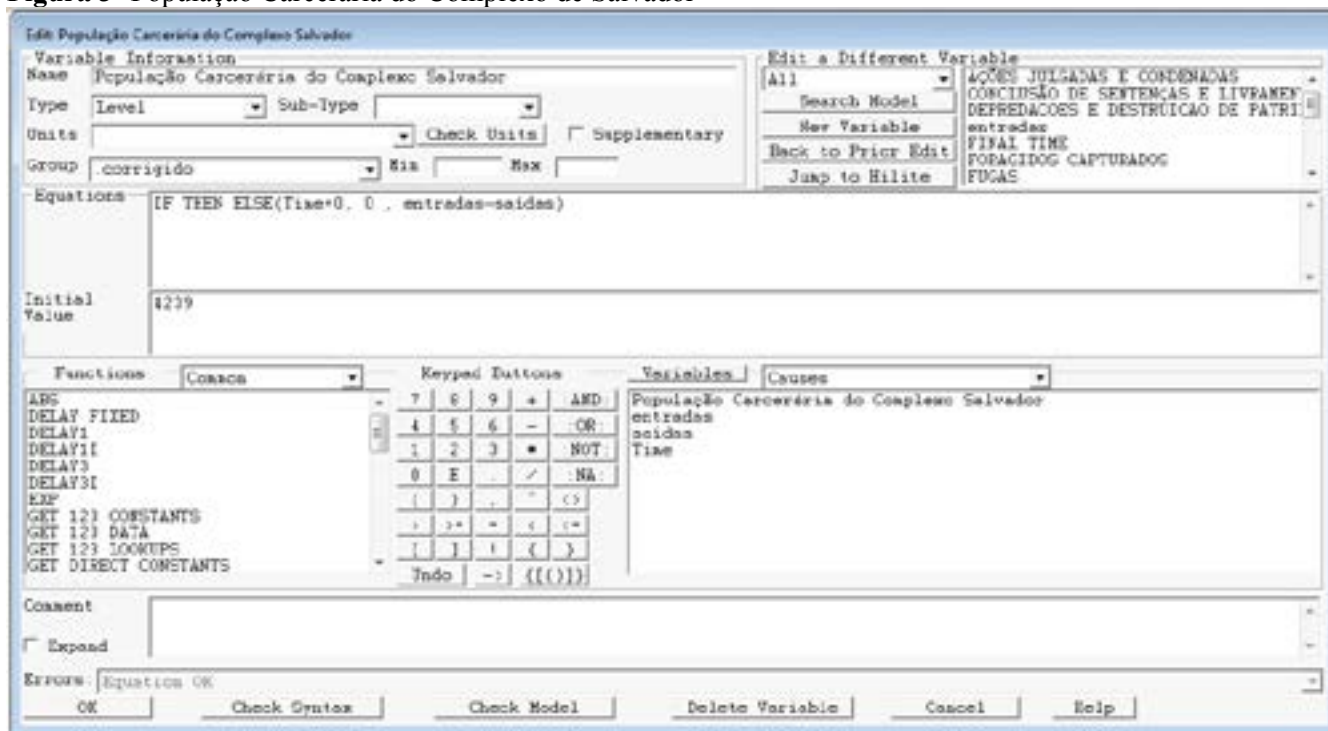 Figura 3- População Carcerária do Complexo de Salvador
Edit: População Carcerária do Complexo Salvador
Variable Information
Name População Carcerária do Complexo Salvador
Type Level Sub-Type
Units Check Units Supplementary
Group .corrigido Min Max
Edit a Different Variable
All
Search Model
New Variable
Back to Prior Edit
Jump to Hilite
AÇÕES JULGADAS E CONDENADAS
CONCLUSÃO DE SENTENÇAS E LIVRAMEN
DEPREDACOES E DESTRUIÇAO DE PATRI
entradas
FINAL TIME
FORAGIDOS CAPTURADOS
FUGAS
Equations
IF THEN ELSE(Time=0, 0 , entradas-saidas)
Initial Value
4239
Functions Common
ABS
DELAY FIXED
DELAY1
DELAY1I
DELAY3
DELAY3I
EXP
GET 123 CONSTANTS
GET 123 DATA
GET 123 LOOKUPS
GET DIRECT CONSTANTS
Keypad Buttons
7 8 9 + :AND:
4 5 6 - :OR:
1 2 3 * :NOT:
0 E . / :NA:
( ) , ^ <>
> >= = < <=
[ ] ! { }
Undo -> {[()]}
Variables Causes
População Carcerária do Complexo Salvador
entradas
saidas
Time
Comment
Expand
Errors: Equation OK
OK Check Syntax Check Model Delete Variable Cancel Help